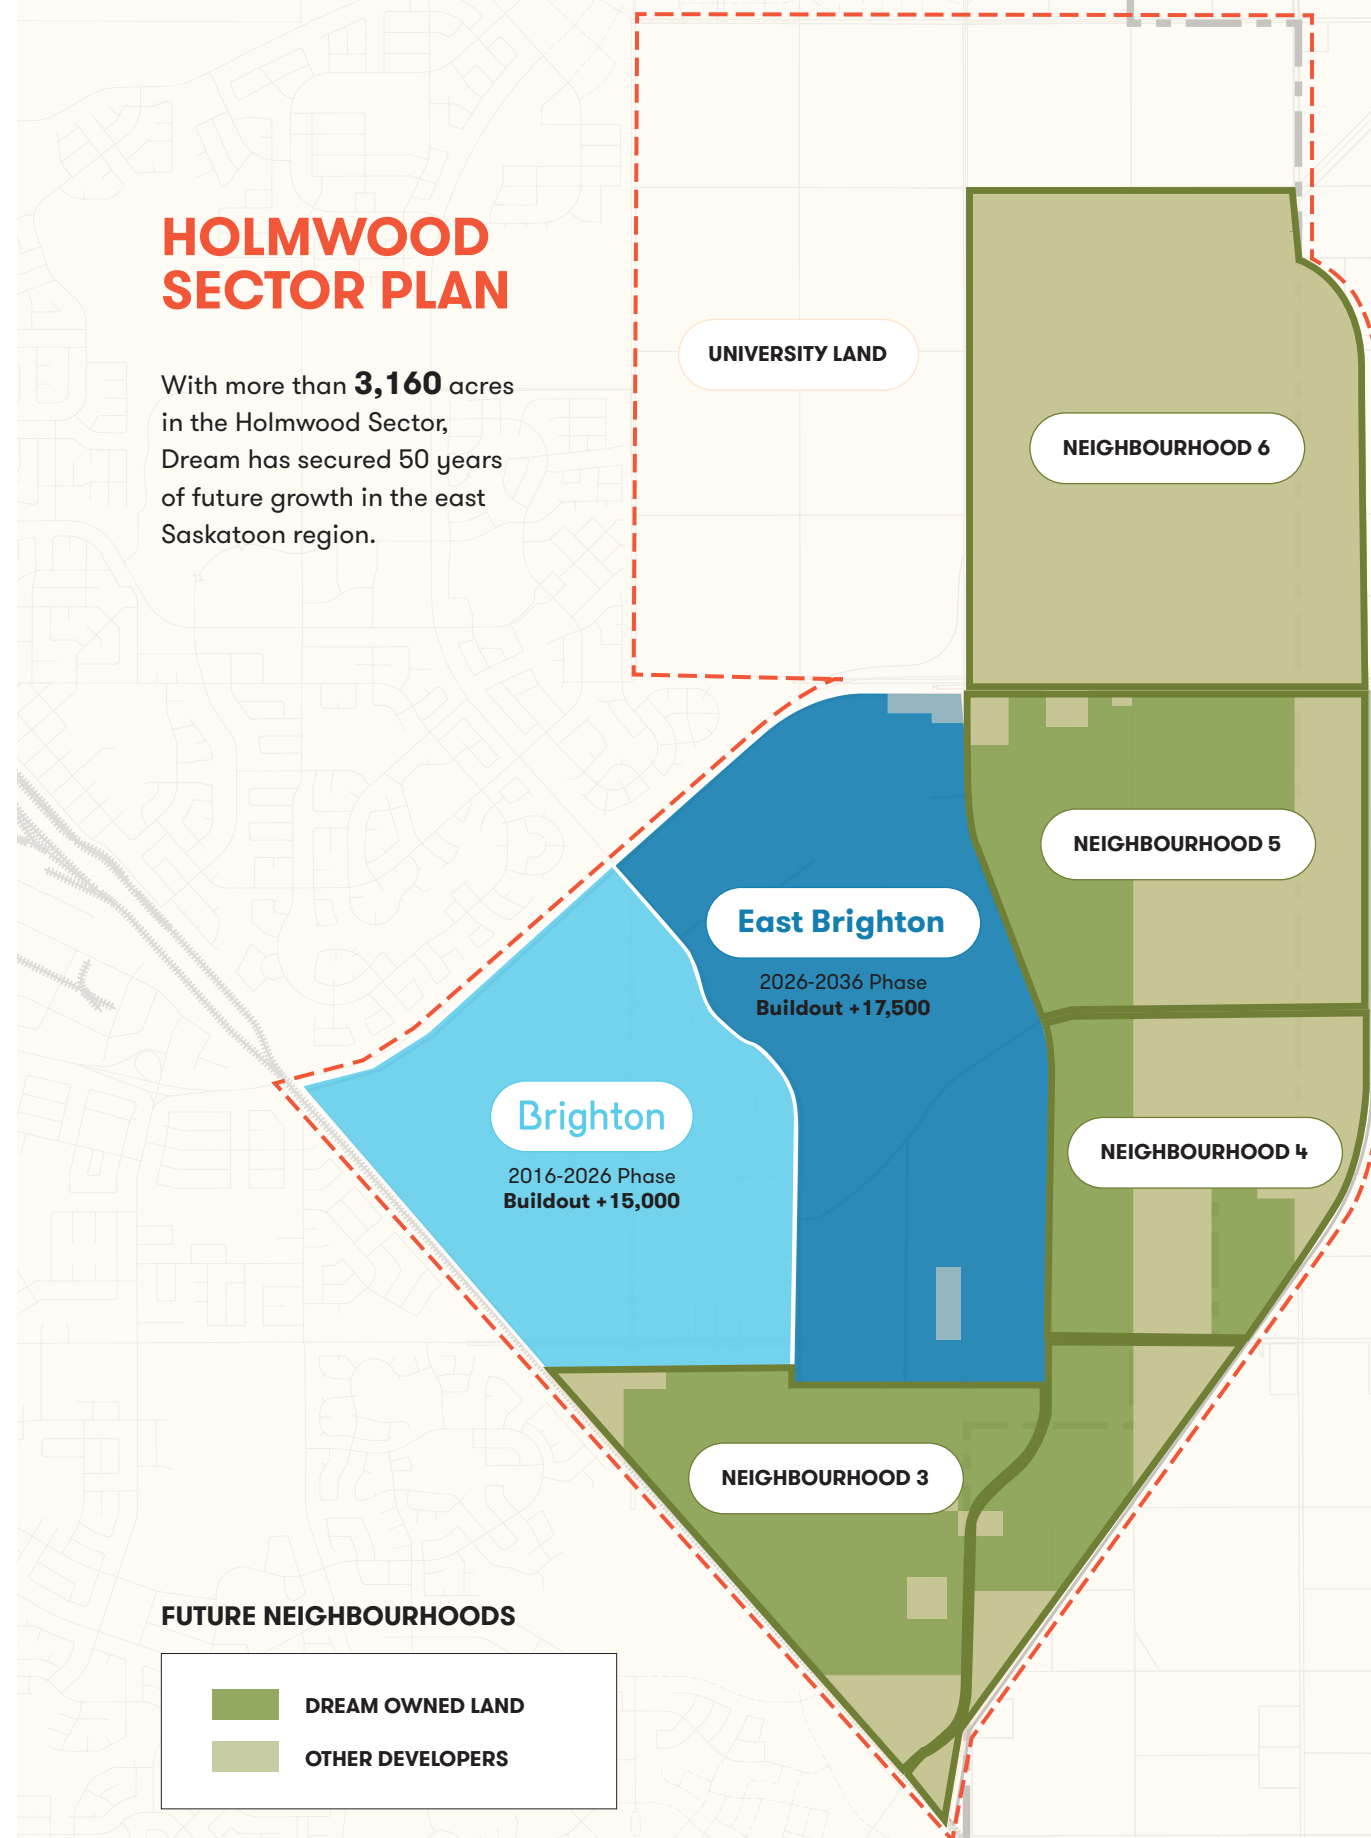 HOLMWOOD
SECTOR PLAN
With more than 3,160 acres
in the Holmwood Sector,
Dream has secured 50 years
of future growth in the east
Saskatoon region.
UNIVERSITY LAND
NEIGHBOURHOOD 6
NEIGHBOURHOOD 5
East Brighton
2026-2036 Phase
Buildout +17,500
Brighton
2016-2026 Phase
Buildout +15,000
NEIGHBOURHOOD 4
NEIGHBOURHOOD 3
FUTURE NEIGHBOURHOODS
DREAM OWNED LAND
OTHER DEVELOPERS